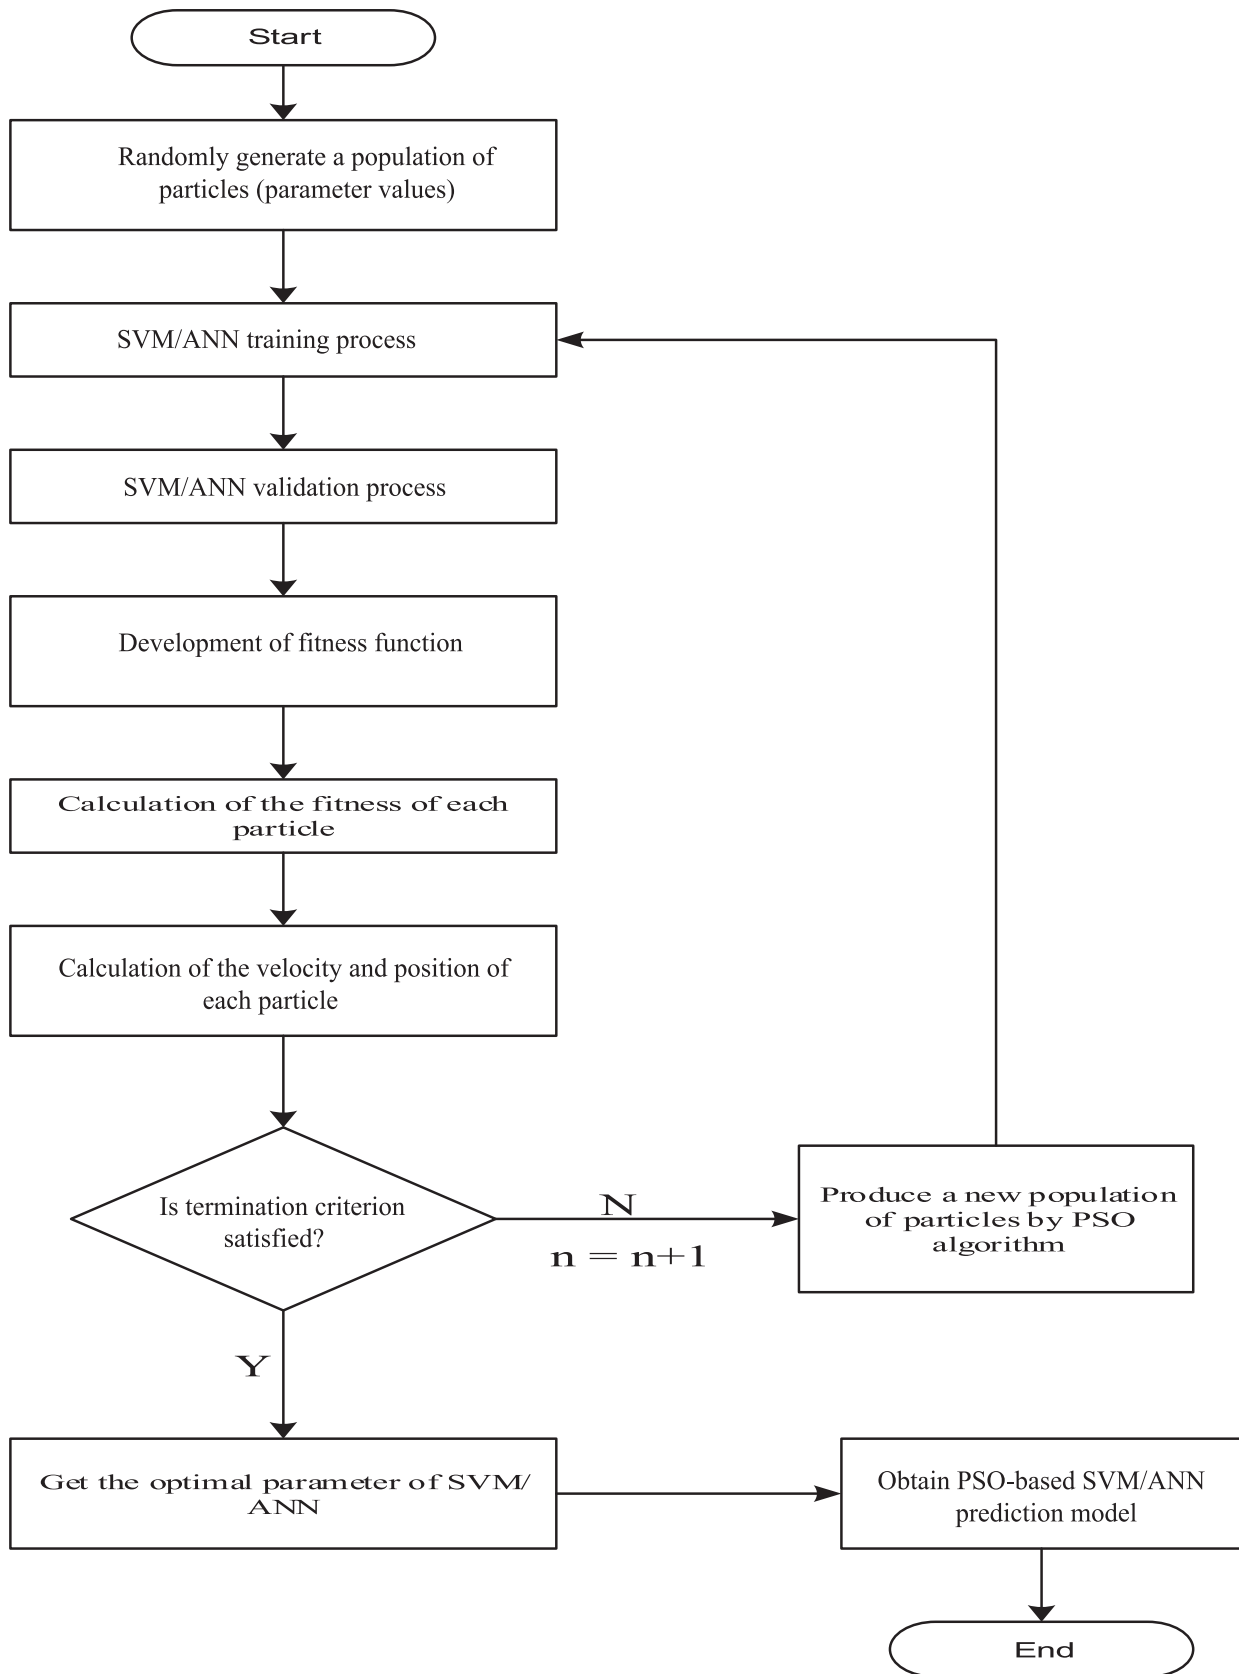 Start
Randomly generate a population of
particles (parameter values)
SVM/ANN training process
SVM/ANN validation process
Development of fitness function
Calculation of the fitness of each
particle
Calculation of the velocity and position of
each particle
Is termination criterion
satisfied?
N
n = n+1
Produce a new population
of particles by PSO
algorithm
Y
Get the optimal parameter of SVM/
ANN
Obtain PSO-based SVM/ANN
prediction model
End